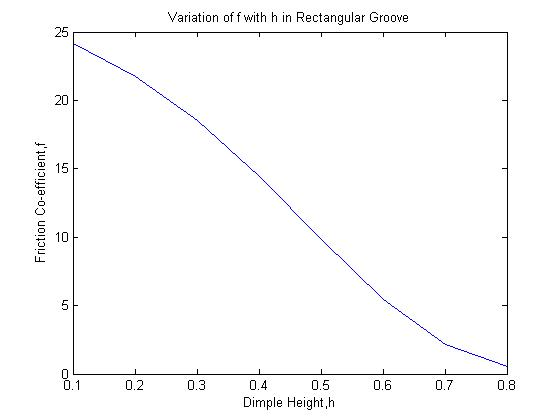 Variation of f with h in Rectangular Groove
25
20
15
10
5
0
Friction Co-efficient,f
0.1 0.2 0.3 0.4 0.5 0.6 0.7 0.8
Dimple Height,h